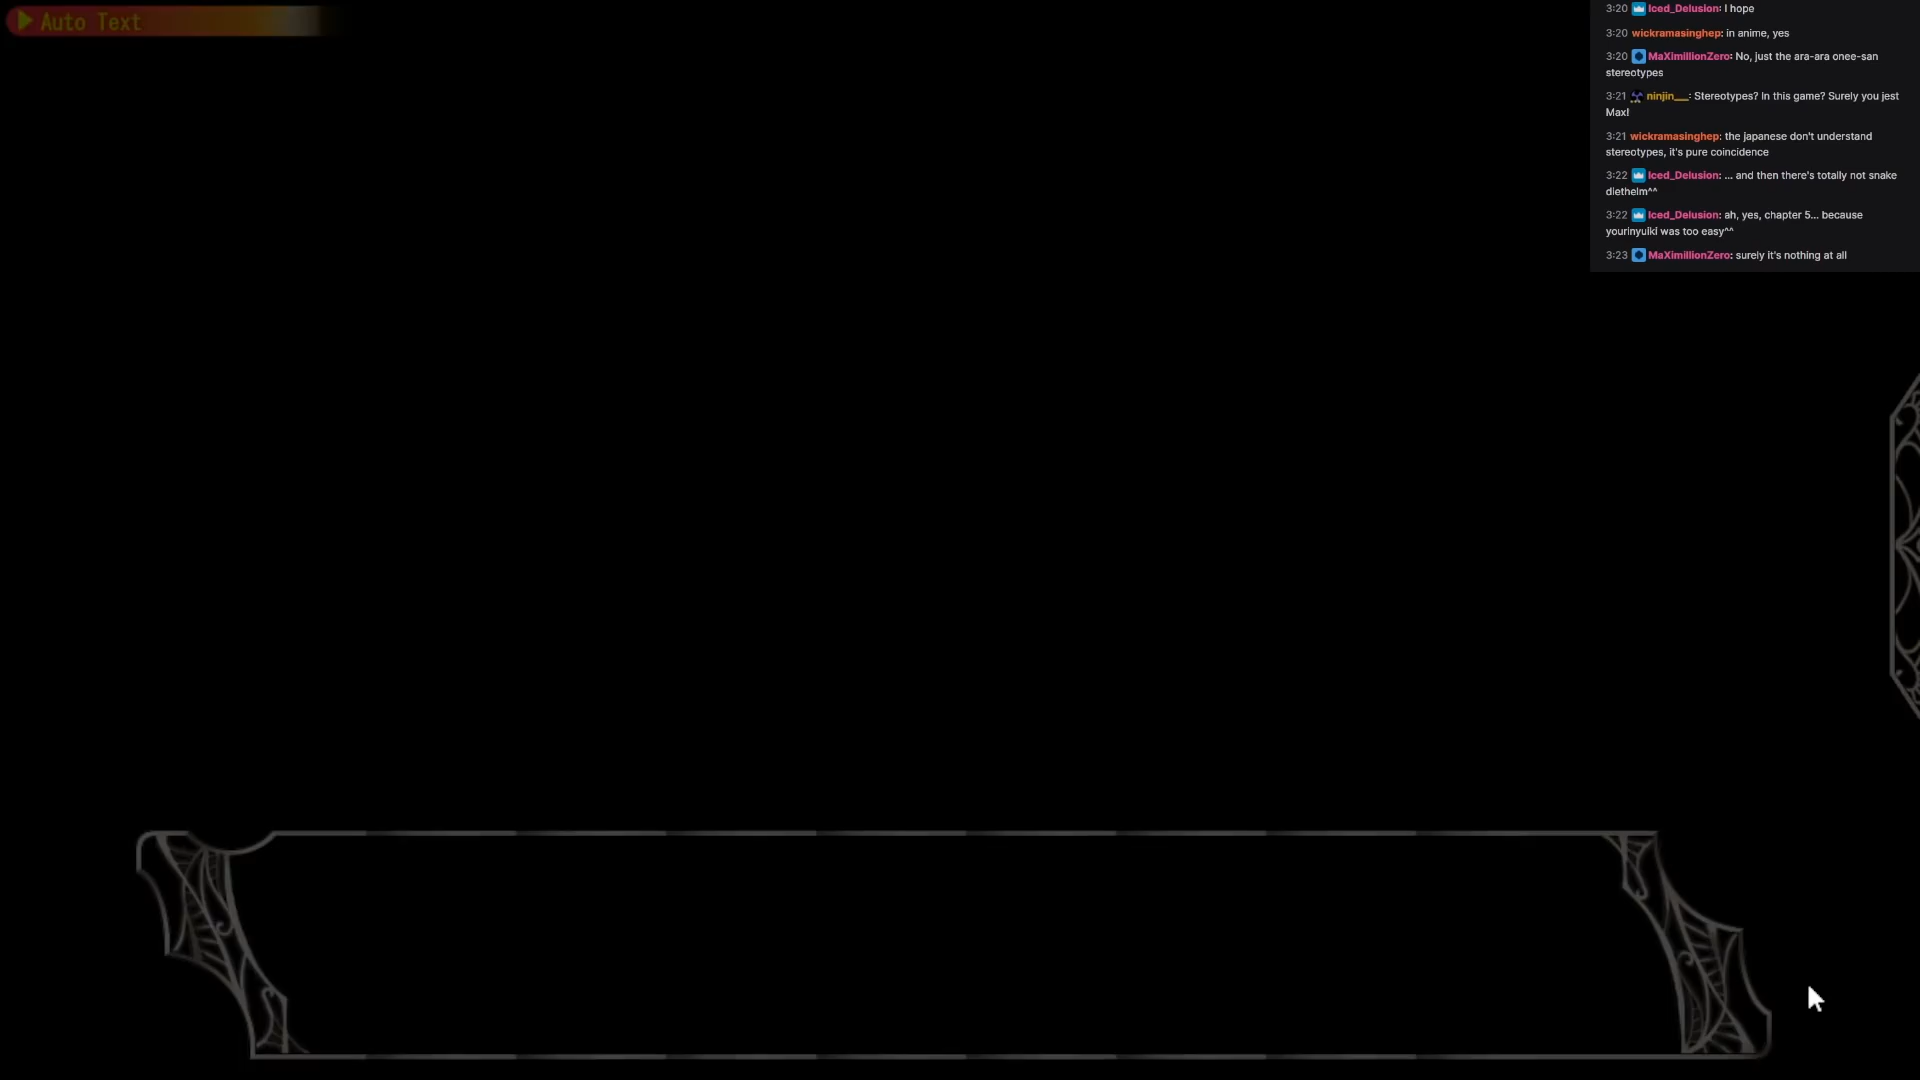 Auto Text
3:20 Iced_Delusion: I hope
3:20 wickramasinghep: in anime, yes
3:20 MaXimillionZero: No, just the ara-ara onee-san
stereotypes
3:21 ninjin__: Stereotypes? In this game? Surely you jest
Max!
3:21 wickramasinghep: the japanese don't understand
stereotypes, it's pure coincidence
3:22 Iced_Delusion: ... and then there's totally not snake
diethelm^^
3:22 Iced_Delusion: ah, yes, chapter 5... because
yourinyuiki was too easy^^
3:23 MaXimillionZero: surely it's nothing at all